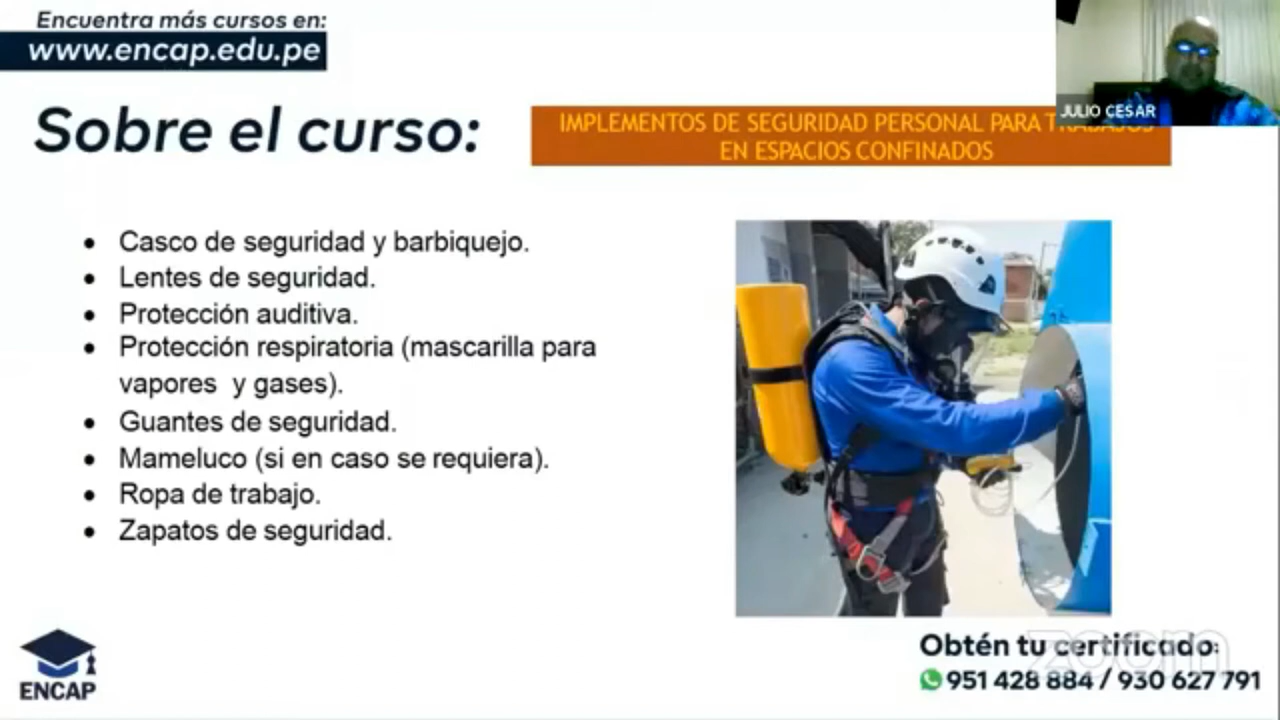 Encuentra más cursos en:
www.encap.edu.pe
JULIO CESAR
Sobre el curso:
IMPLEMENTOS DE SEGURIDAD PERSONAL PARA TRABAJOS
EN ESPACIOS CONFINADOS
• Casco de seguridad y barbiquejo.
• Lentes de seguridad.
• Protección auditiva.
• Protección respiratoria (mascarilla para
vapores y gases).
• Guantes de seguridad.
• Mameluco (si en caso se requiera).
• Ropa de trabajo.
• Zapatos de seguridad.
ENCAP
Obtén tu certificado:
zoom
951 428 884 / 930 627 791